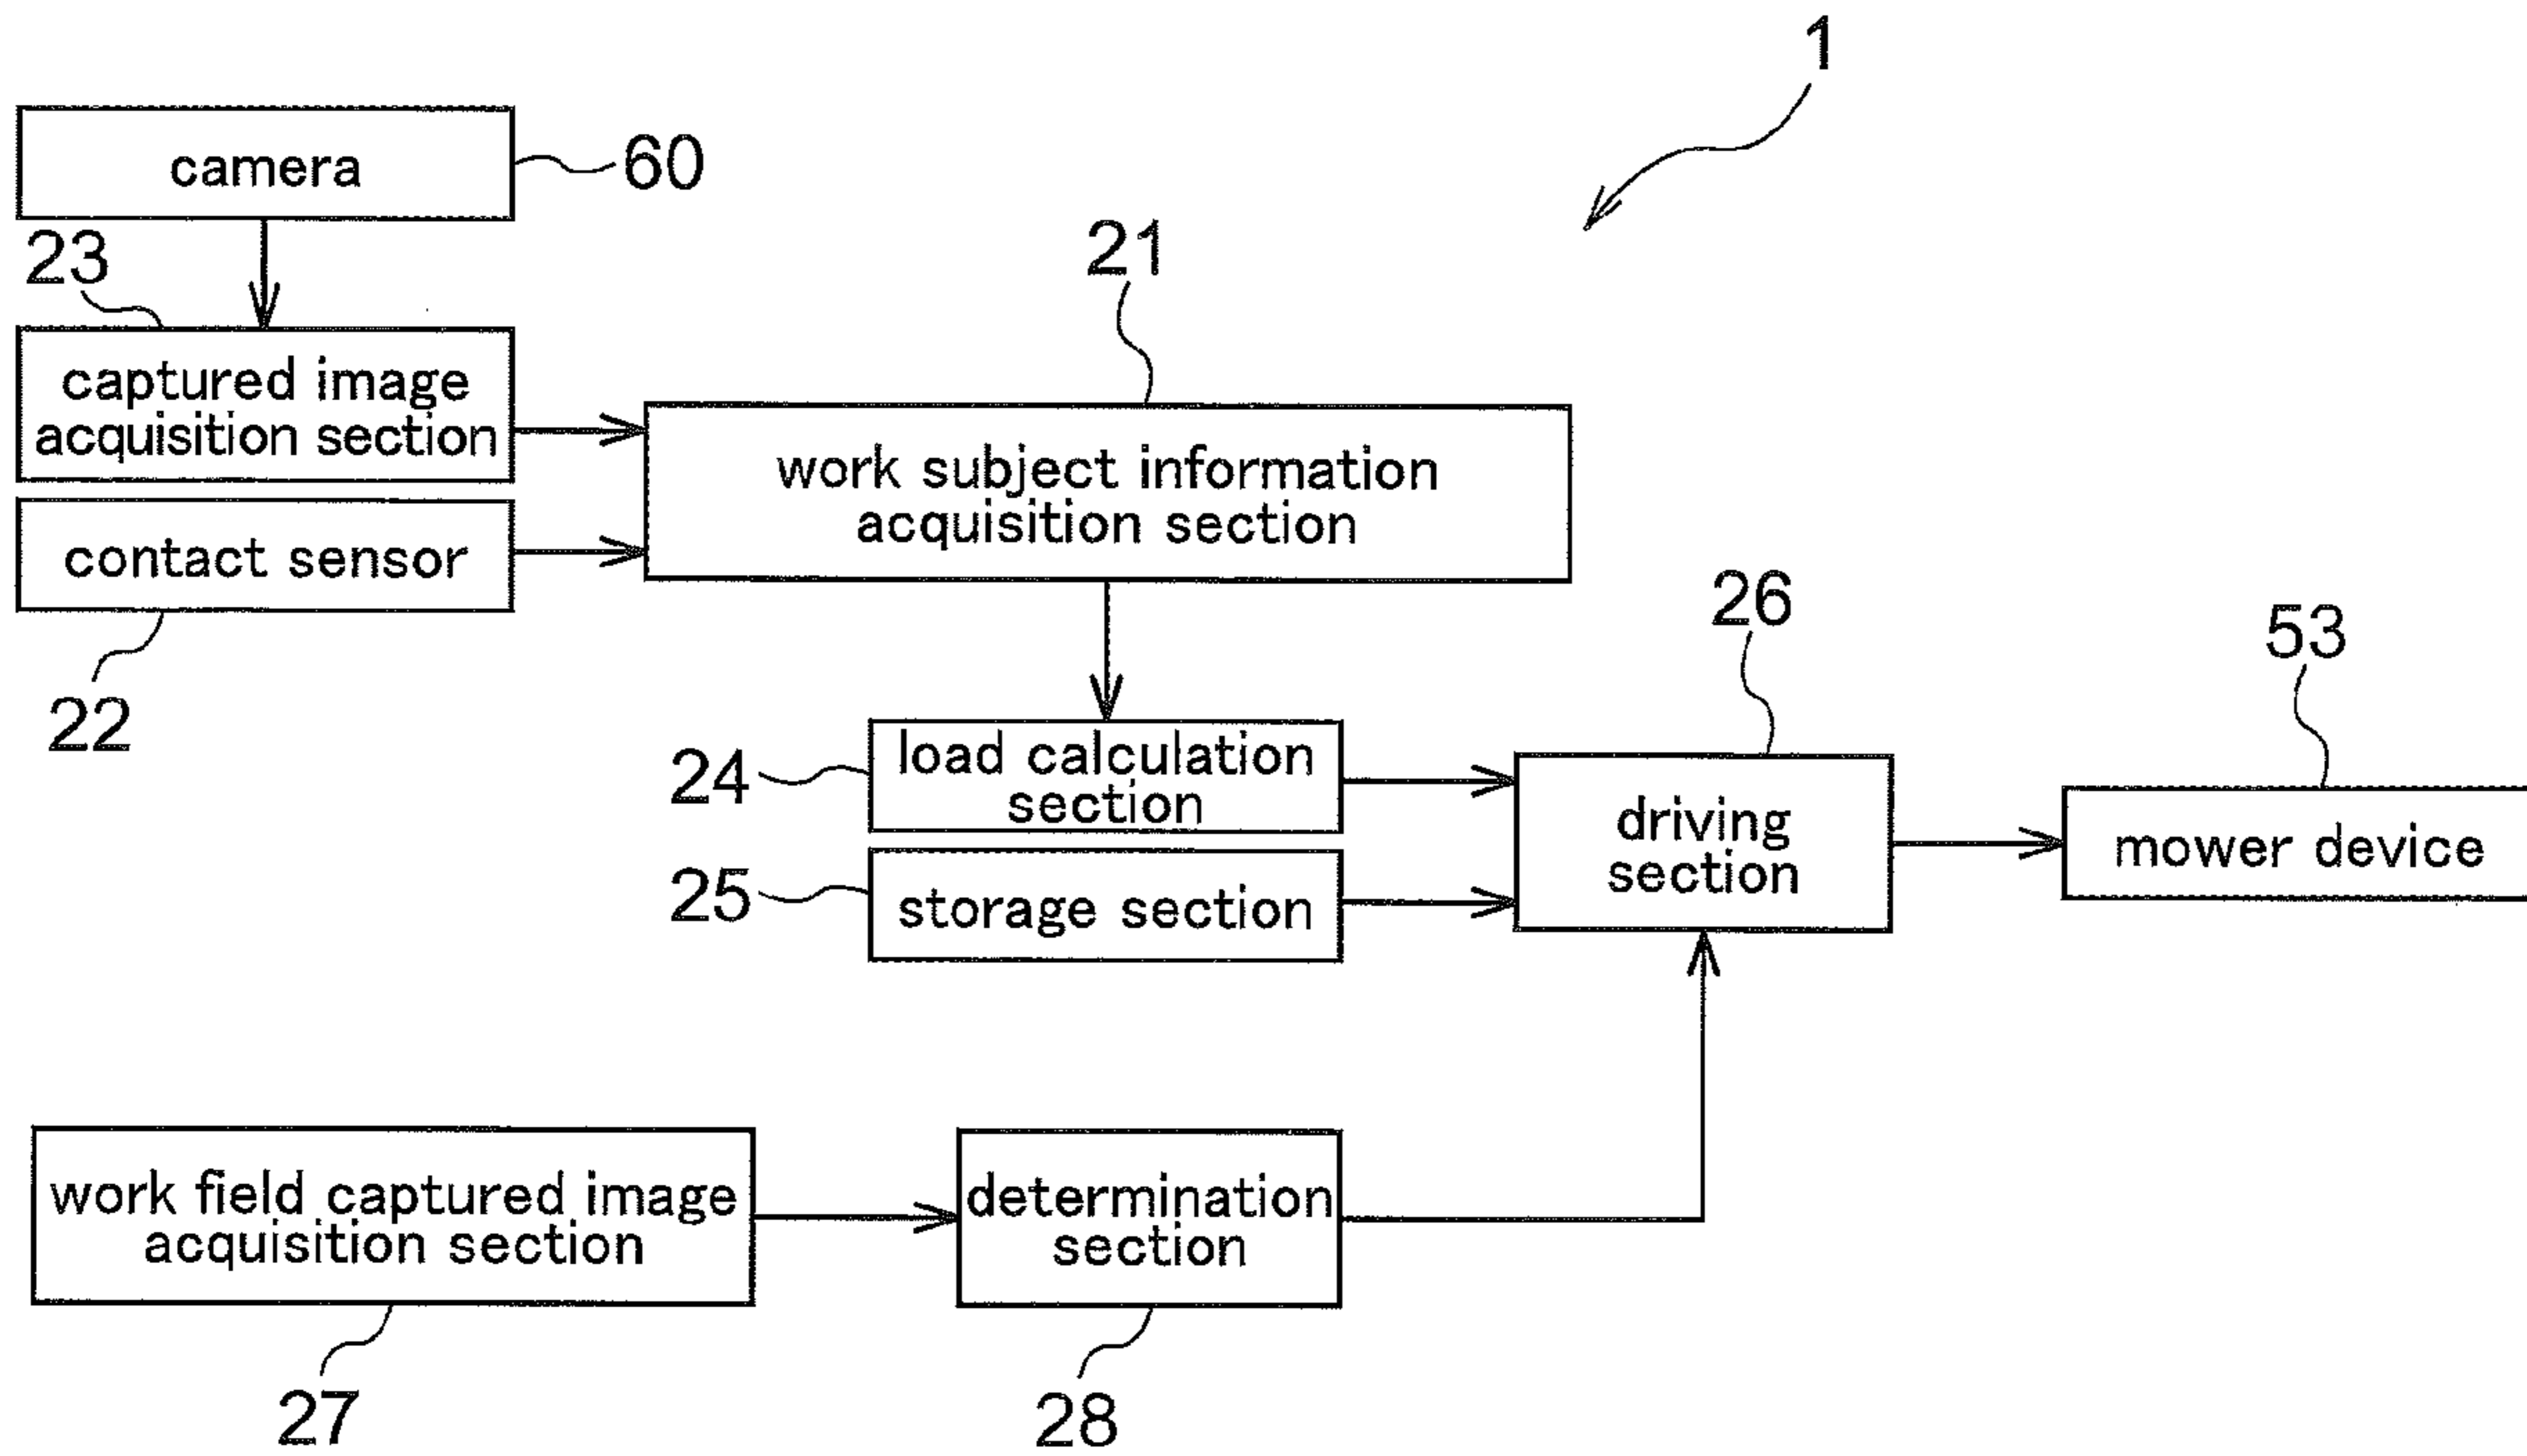 1
camera
60
23
captured image
acquisition section
21
work subject information
acquisition section
contact sensor
22
26
53
24
load calculation
section
driving
section
mower device
25
storage section
work field captured image
acquisition section
determination
section
27
28